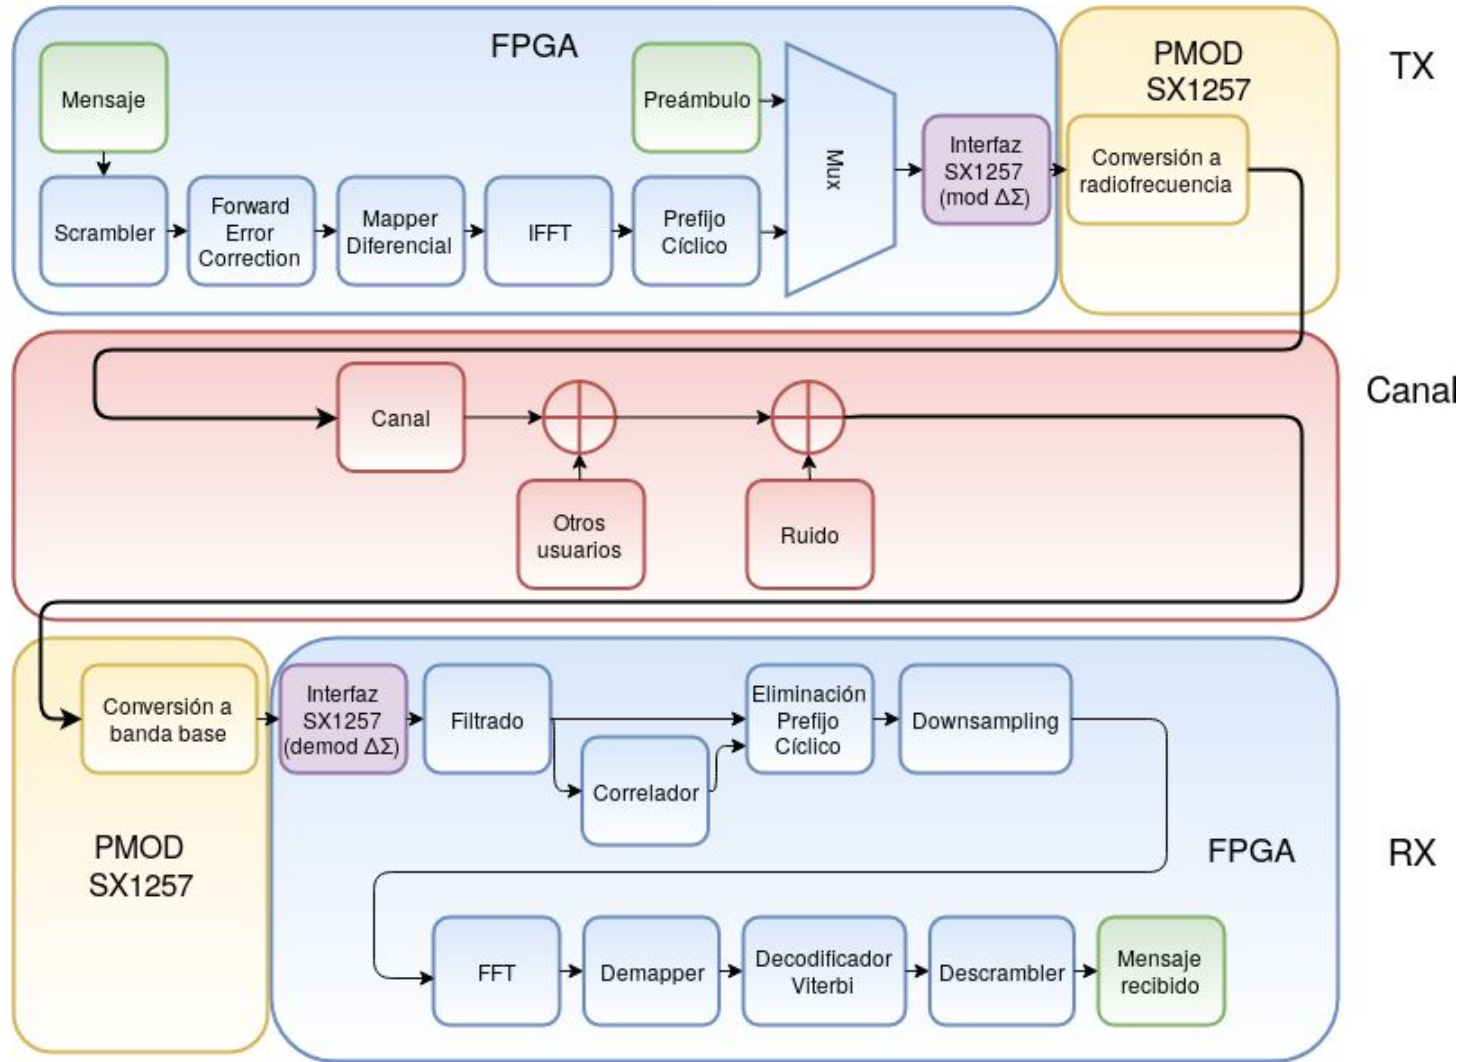 FPGA
PMOD
SX1257
TX
Mensaje
Preámbulo
Mux
Interfaz
SX1257
(mod ΔΣ)
Conversión a
radiofrecuencia
Scrambler
Forward
Error
Correction
Mapper
Diferencial
IFFT
Prefijo
Cíclico
Canal
Canal
Otros
usuarios
Ruido
Conversión a
banda base
Interfaz
SX1257
(demod ΔΣ)
Filtrado
Correlador
Eliminación
Prefijo
Cíclico
Downsampling
PMOD
SX1257
FPGA
RX
FFT
Demapper
Decodificador
Viterbi
Descrambler
Mensaje
recibido